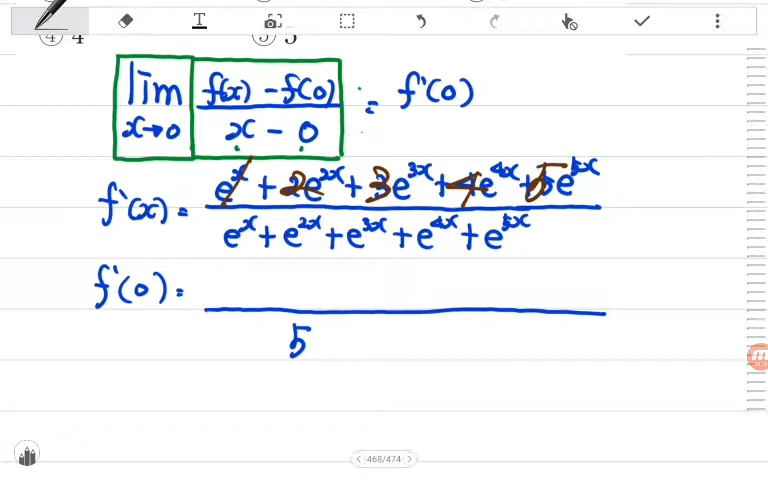 ④ 4 ⑤ 5
lim x→0 f(x) - f(0) / x - 0 = f'(0)
f'(x) = e^x + 2e^2x + 3e^3x + 4e^4x + 5e^5x / e^x + e^2x + e^3x + e^4x + e^5x
f'(0) = / 5
< 468/474 >